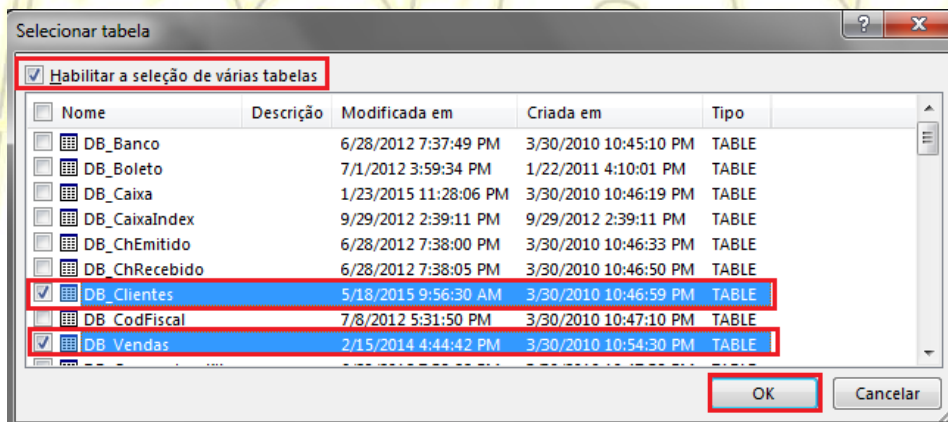 Selecionar tabela
Habilitar a seleção de várias tabelas
Nome Descrição Modificada em Criada em Tipo
DB_Banco 6/28/2012 7:37:49 PM 3/30/2010 10:45:10 PM TABLE
DB_Boleto 7/1/2012 3:59:34 PM 1/22/2011 4:10:01 PM TABLE
DB_Caixa 1/23/2015 11:28:06 PM 3/30/2010 10:46:19 PM TABLE
DB_CaixaIndex 9/29/2012 2:39:11 PM 9/29/2012 2:39:11 PM TABLE
DB_ChEmitido 6/28/2012 7:38:00 PM 3/30/2010 10:46:33 PM TABLE
DB_ChRecebido 6/28/2012 7:38:05 PM 3/30/2010 10:46:50 PM TABLE
DB_Clientes 5/18/2015 9:56:30 AM 3/30/2010 10:46:59 PM TABLE
DB_CodFiscal 7/8/2012 5:31:50 PM 3/30/2010 10:47:10 PM TABLE
DB_Vendas 2/15/2014 4:44:42 PM 3/30/2010 10:54:30 PM TABLE
OK Cancelar